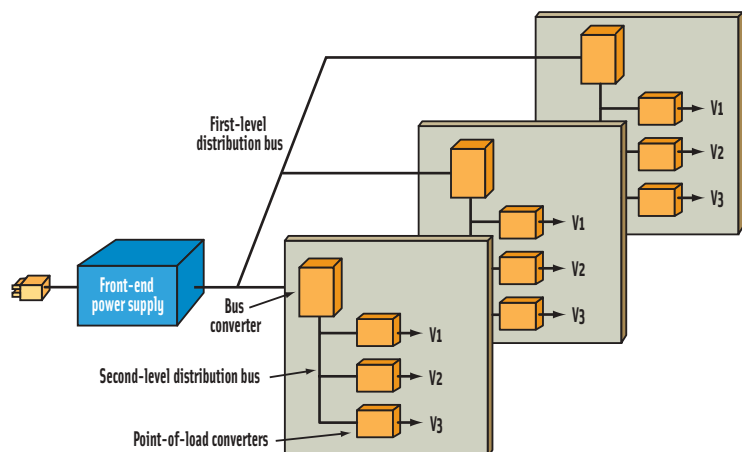 First-level
distribution bus
V1
V2
V3
V1
V2
V3
Front-end
power supply
Bus
converter
V1
Second-level distribution bus
V2
V3
Point-of-load converters